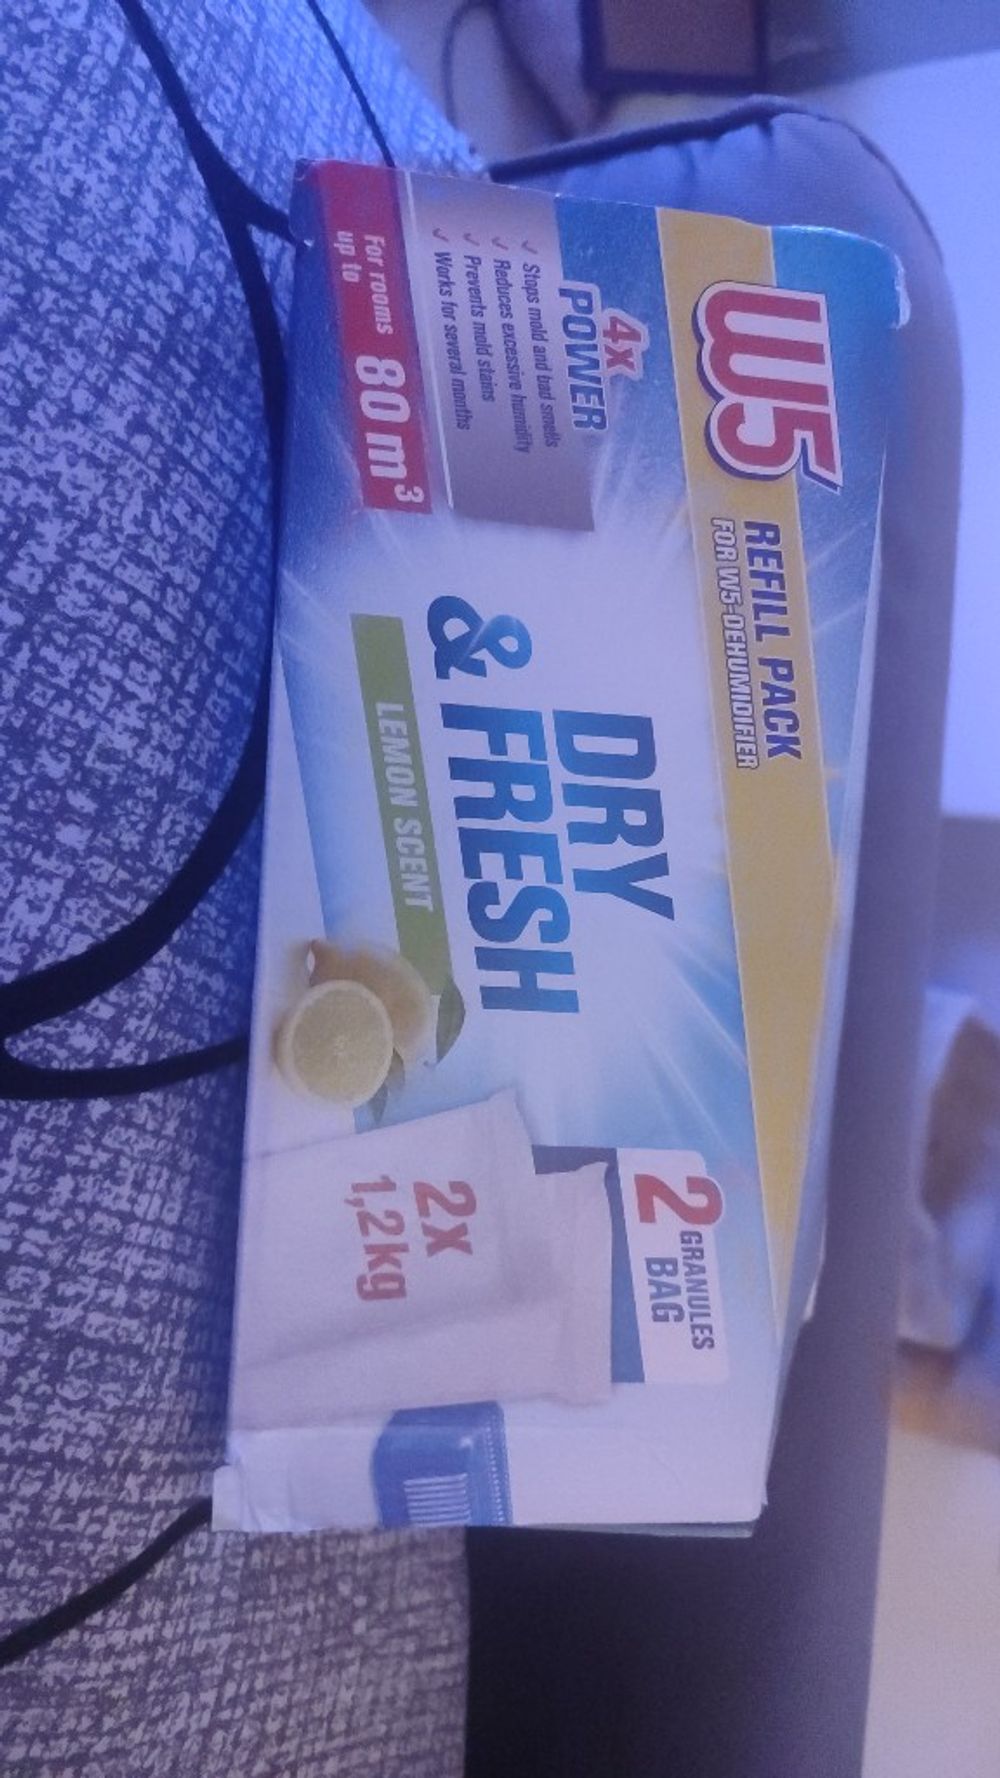 W5
REFILL PACK
FOR W5-DEHUMIDIFIER
4x
POWER
✓ Stops mold and bad smells
✓ Reduces excessive humidity
✓ Prevents mold stains
✓ Works for several months
For rooms
up to
80 m³
DRY
& FRESH
LEMON SCENT
2 GRANULES
BAG
2x
1,2kg